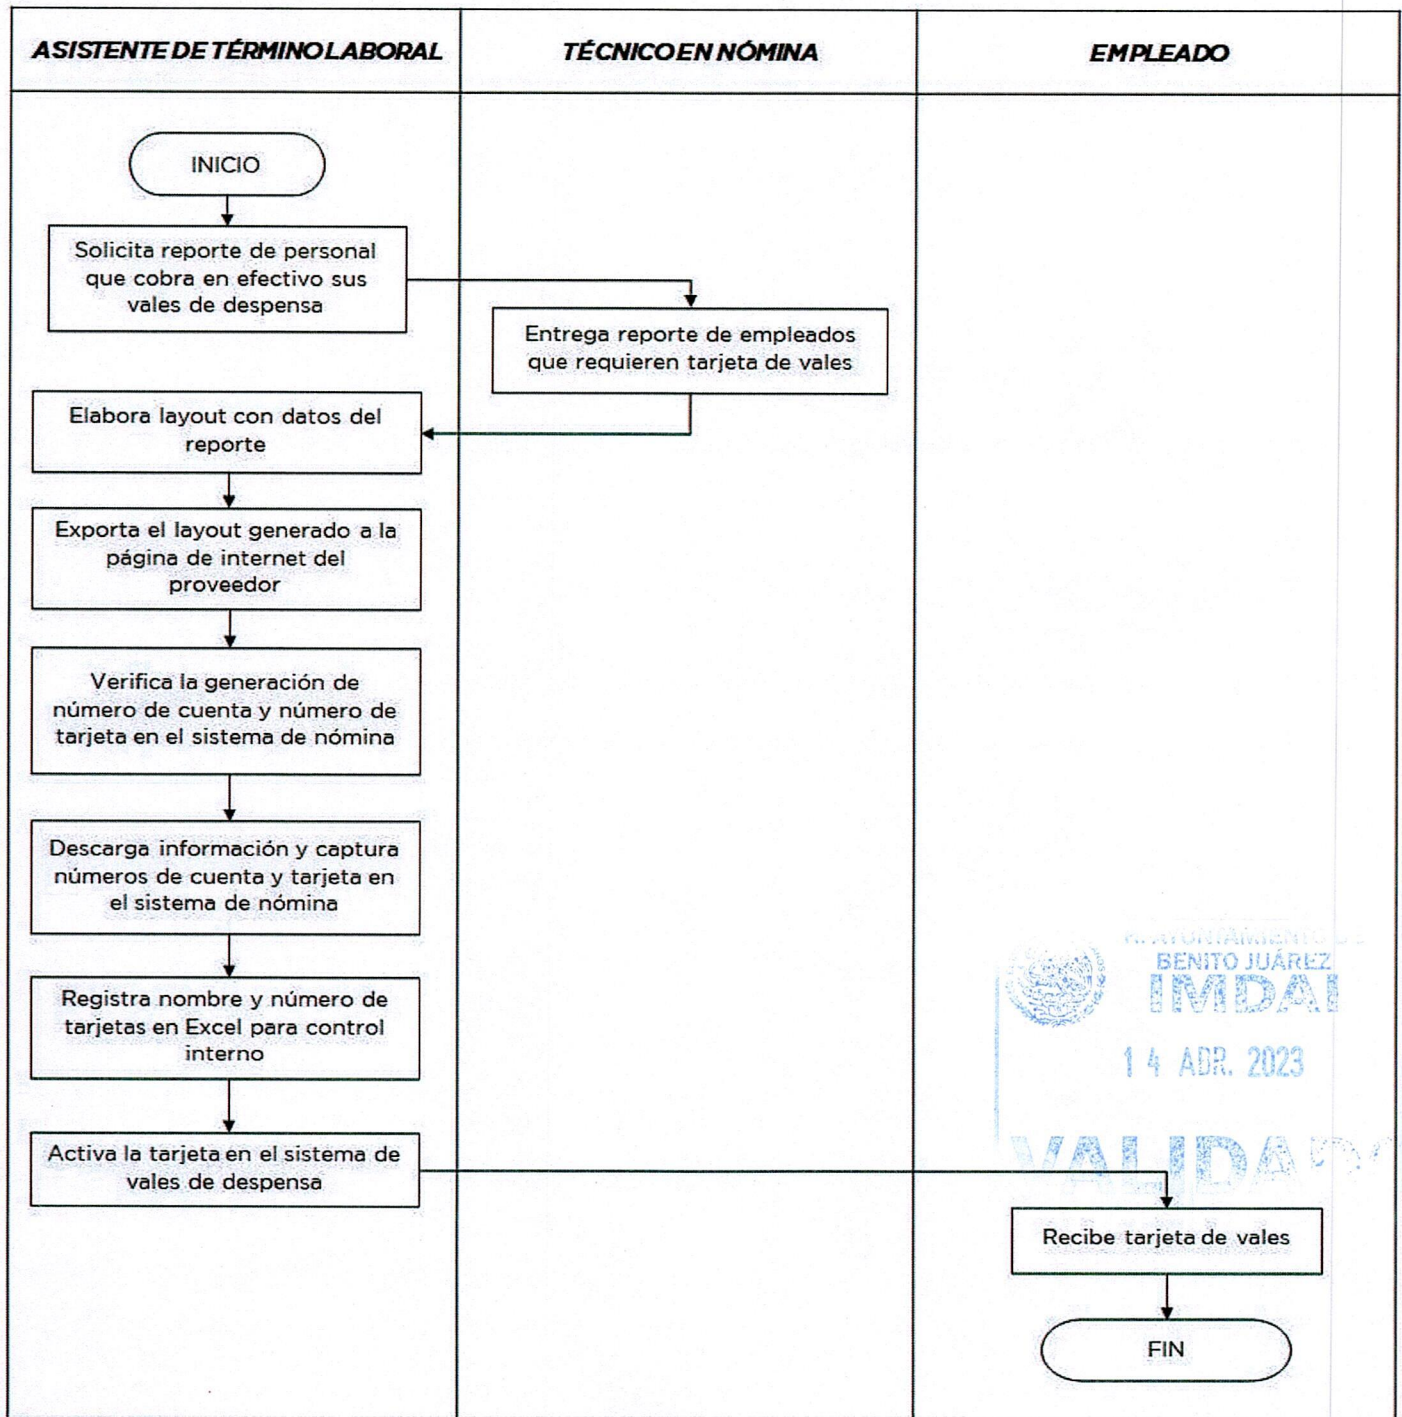 ASISTENTE DE TÉRMINO LABORAL
TÉCNICO EN NÓMINA
EMPLEADO
INICIO
Solicita reporte de personal
que cobra en efectivo sus
vales de despensa
Entrega reporte de empleados
que requieren tarjeta de vales
Elabora layout con datos del
reporte
Exporta el layout generado a la
página de internet del
proveedor
Verifica la generación de
número de cuenta y número de
tarjeta en el sistema de nómina
Descarga información y captura
números de cuenta y tarjeta en
el sistema de nómina
Registra nombre y número de
tarjetas en Excel para control
interno
Activa la tarjeta en el sistema de
vales de despensa
AYUNTAMIENTO DE
BENITO JUÁREZ
IMDAI
14 ABR. 2023
VALIDADO
Recibe tarjeta de vales
FIN